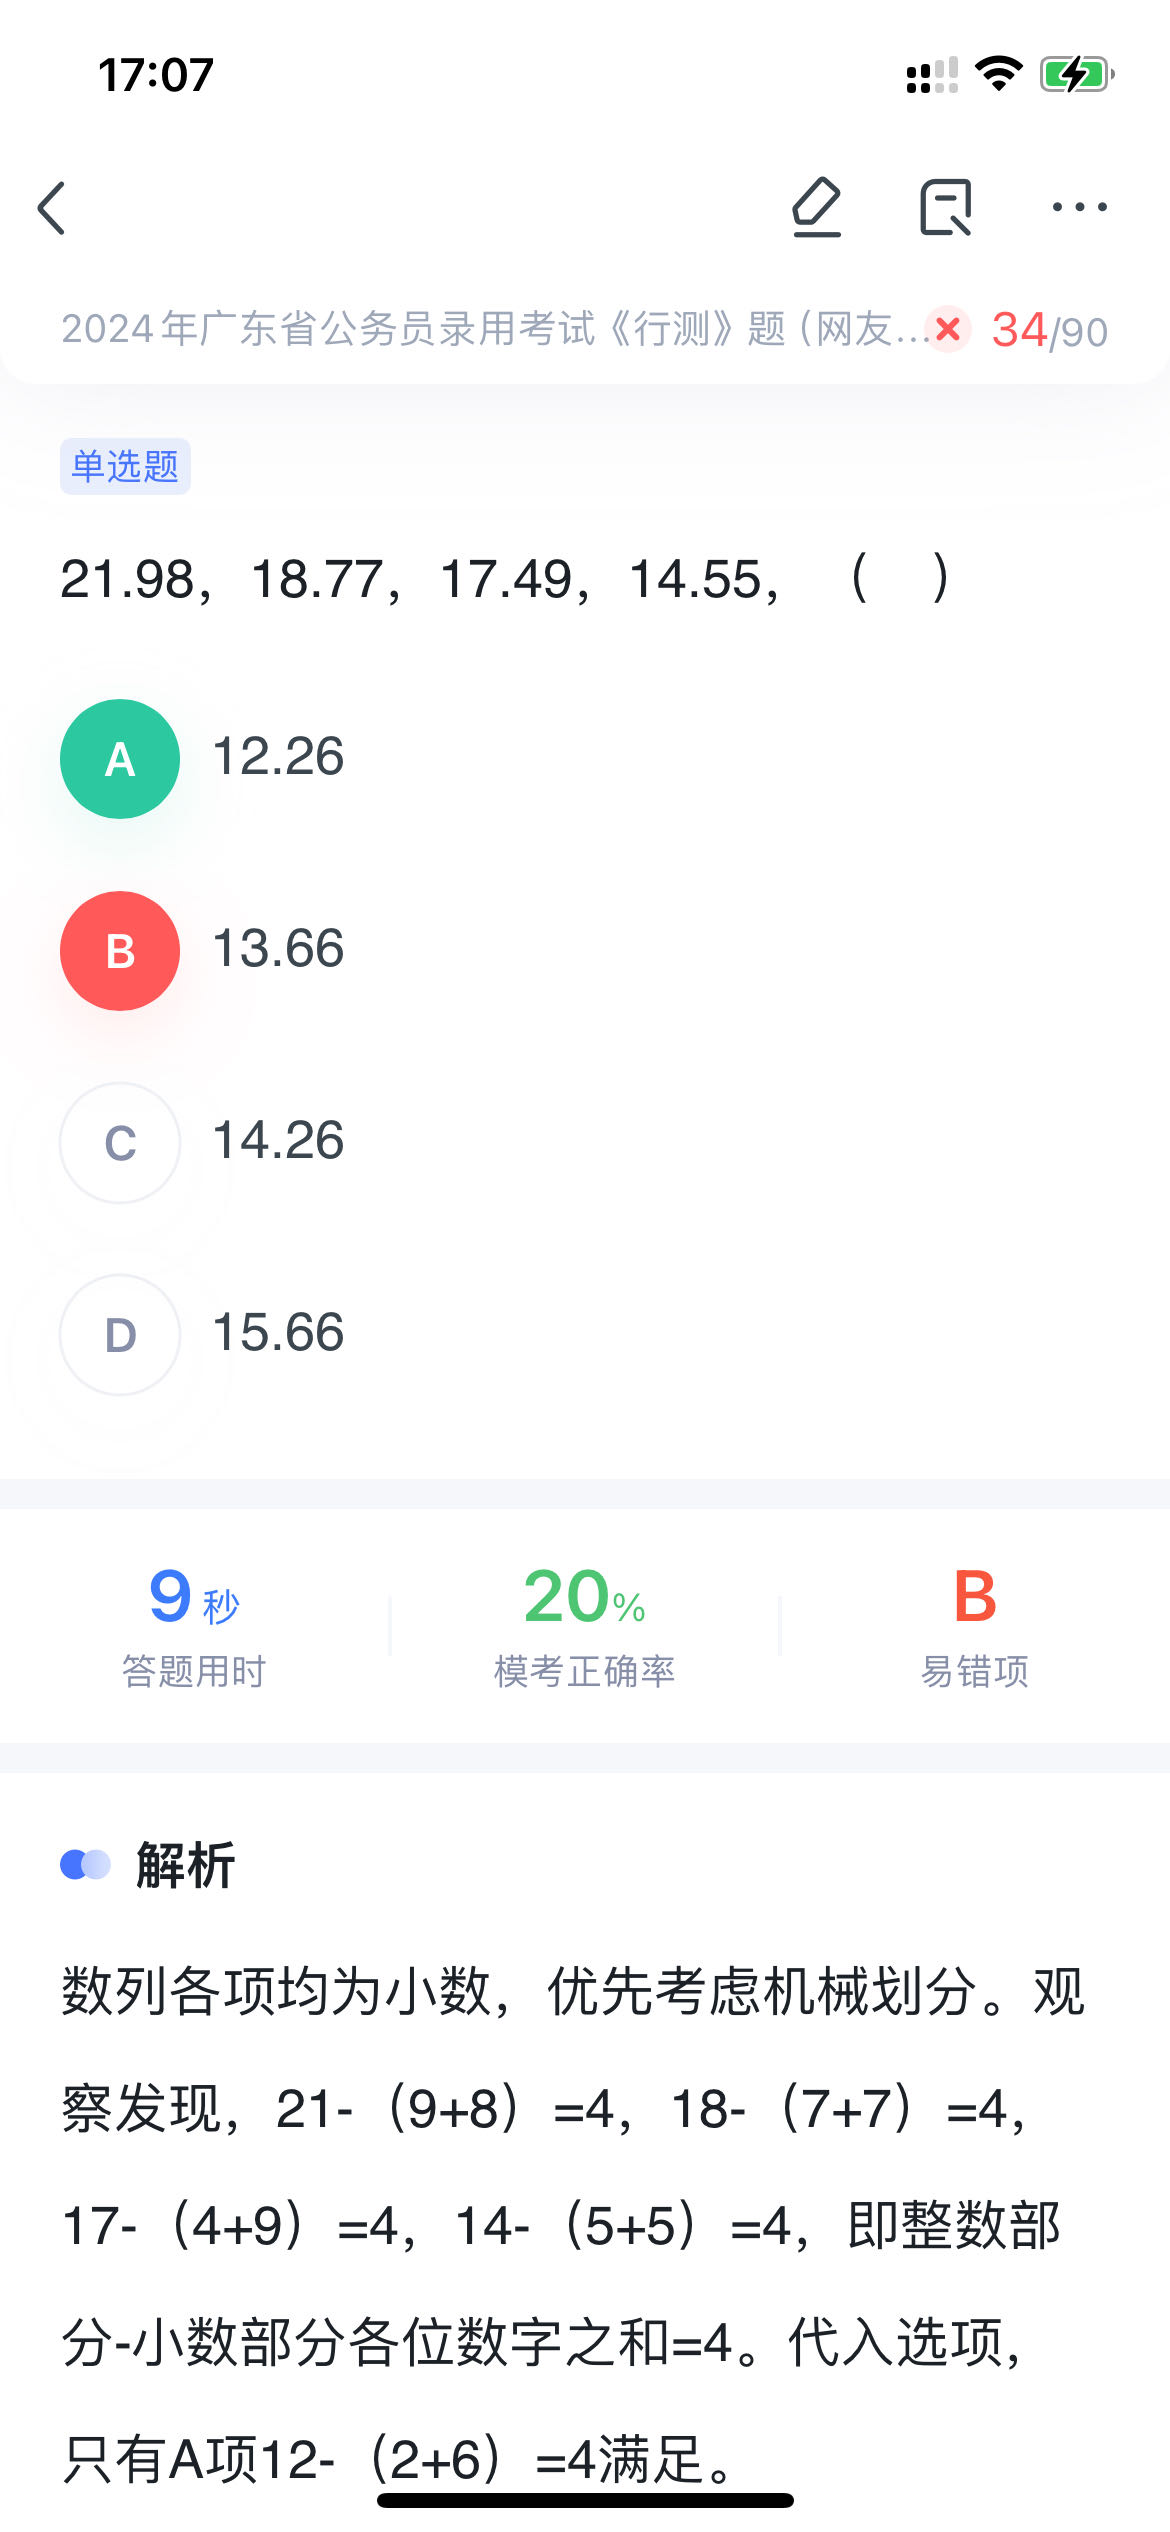 17:07
2024年广东省公务员录用考试《行测》题（网友... 34/90
单选题
21.98，18.77，17.49，14.55，（ ）
A 12.26
B 13.66
C 14.26
D 15.66
9秒 20% B
答题用时 模考正确率 易错项
解析
数列各项均为小数，优先考虑机械划分。观
察发现，21-（9+8）=4，18-（7+7）=4，
17-（4+9）=4，14-（5+5）=4，即整数部
分-小数部分各位数字之和=4。代入选项，
只有A项12-（2+6）=4满足。